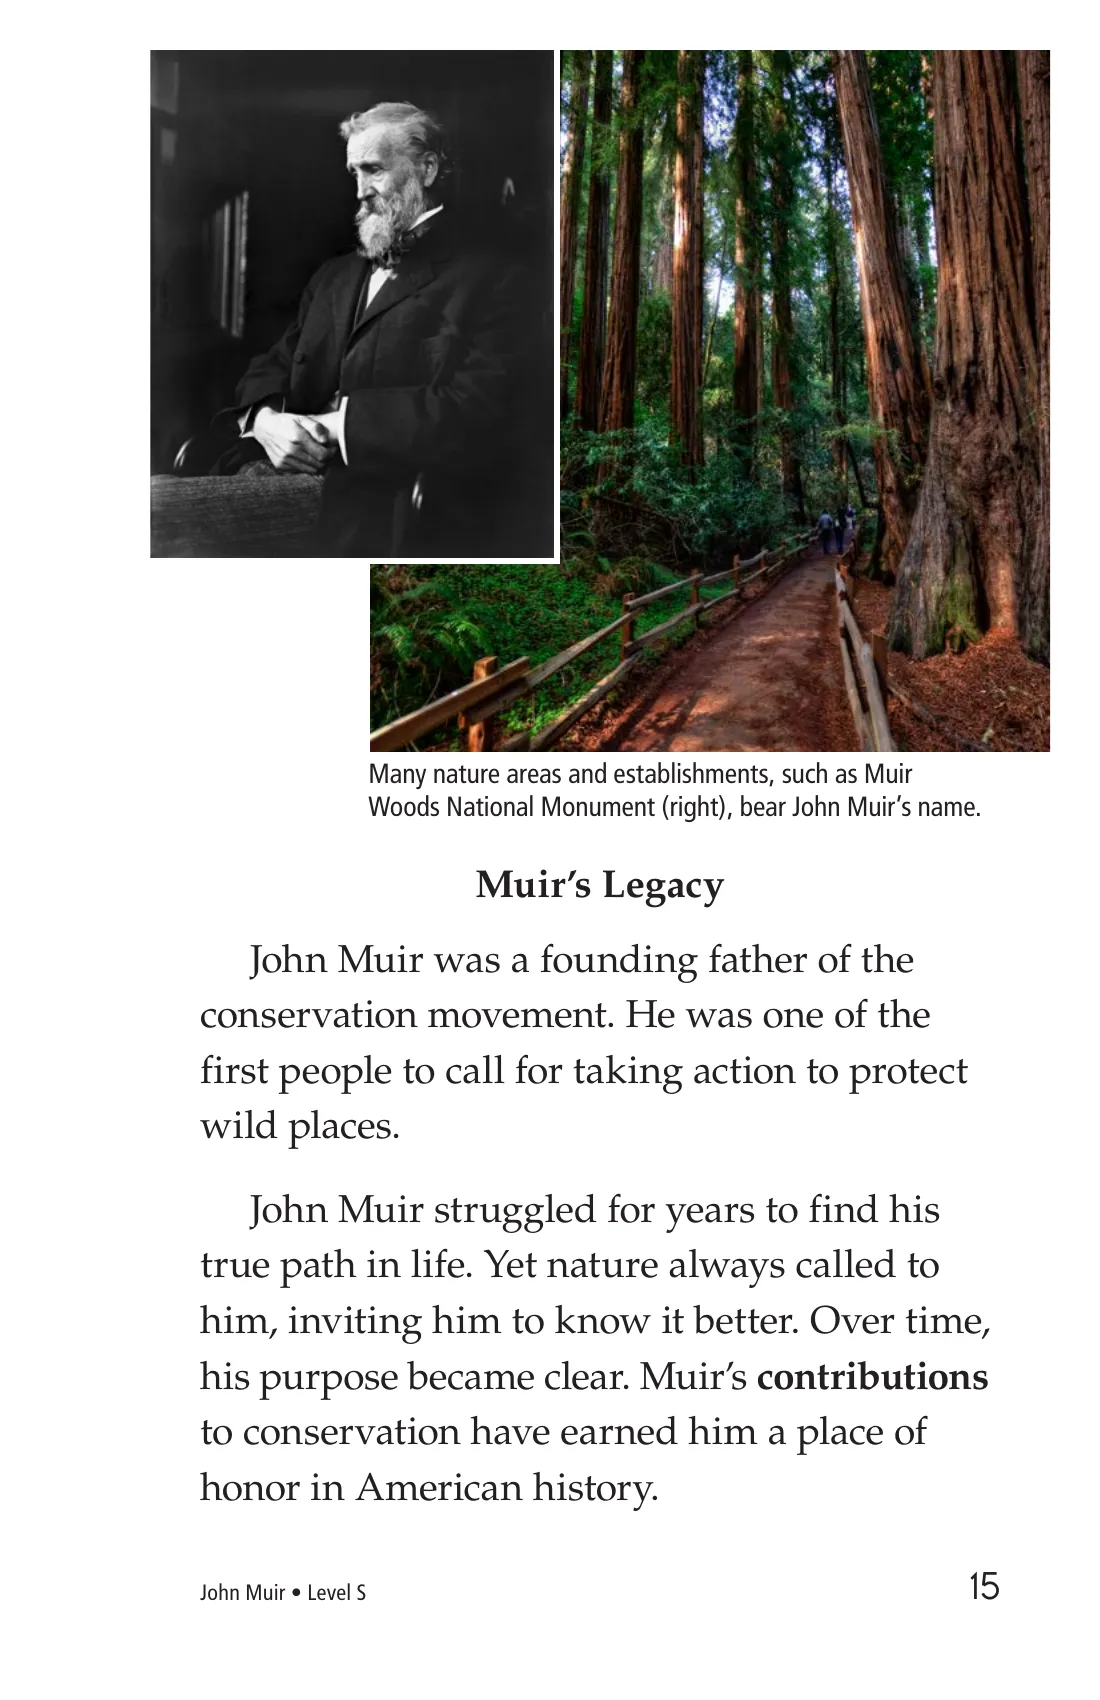 Many nature areas and establishments, such as Muir
Woods National Monument (right), bear John Muir’s name.
Muir’s Legacy
John Muir was a founding father of the
conservation movement. He was one of the
first people to call for taking action to protect
wild places.
John Muir struggled for years to find his
true path in life. Yet nature always called to
him, inviting him to know it better. Over time,
his purpose became clear. Muir’s contributions
to conservation have earned him a place of
honor in American history.
John Muir • Level S
15